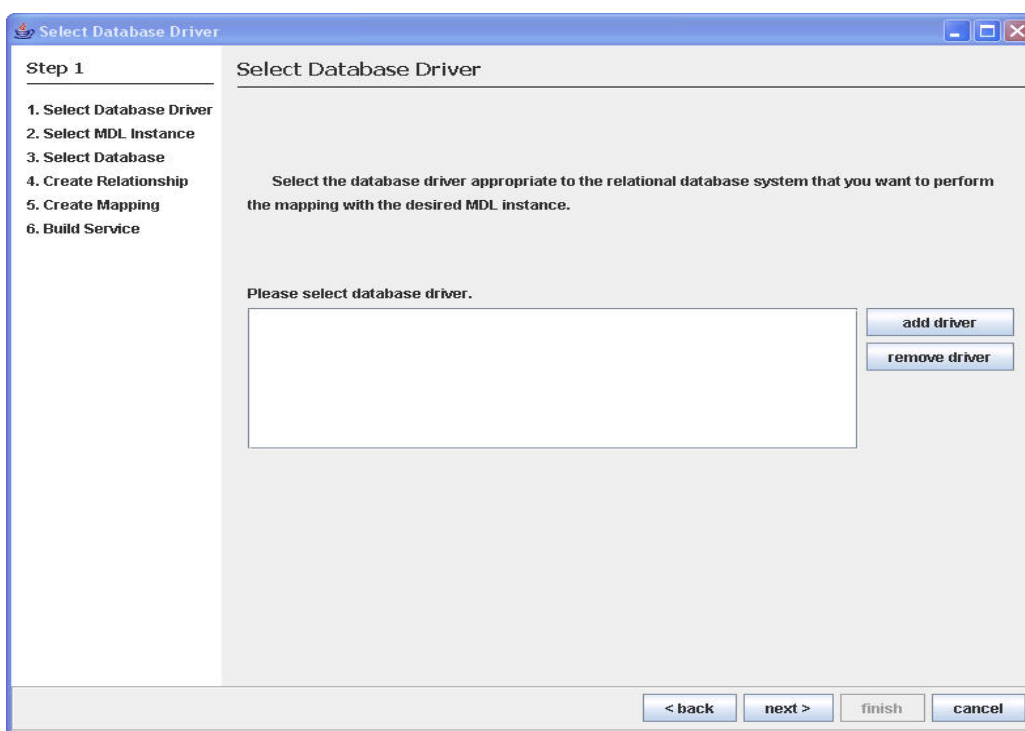 Select Database Driver
Step 1
1. Select Database Driver
2. Select MDL Instance
3. Select Database
4. Create Relationship
5. Create Mapping
6. Build Service
Select Database Driver
Select the database driver appropriate to the relational database system that you want to perform
the mapping with the desired MDL instance.
Please select database driver.
add driver
remove driver
< back
next >
finish
cancel